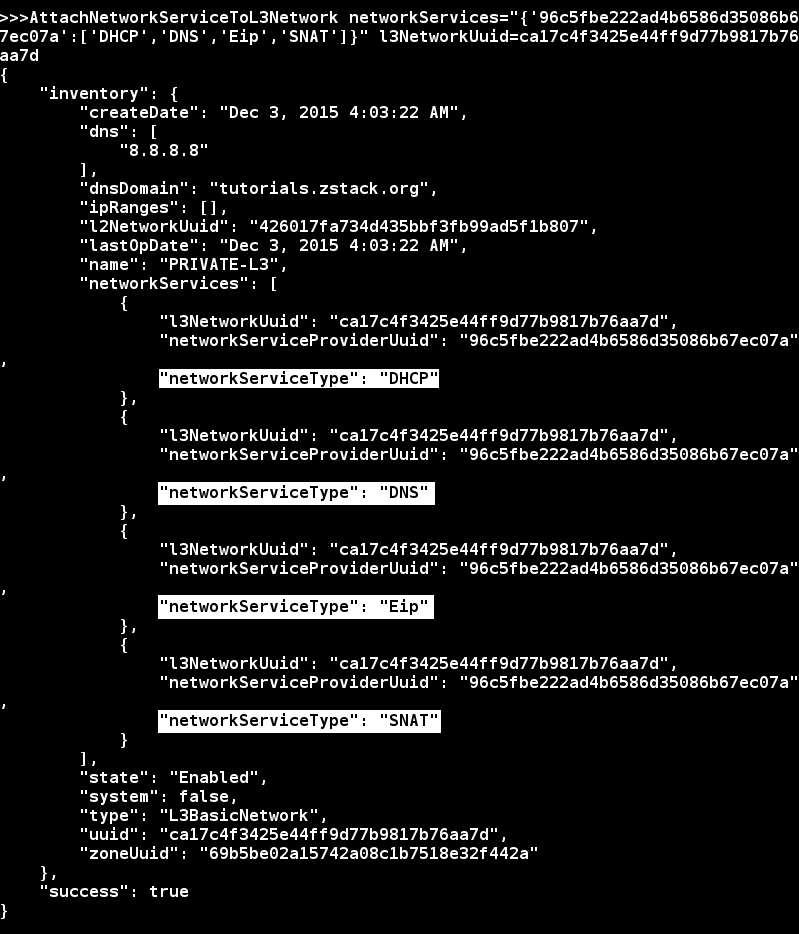 >>>AttachNetworkServiceToL3Network networkServices="{'96c5fbe222ad4b6586d35086b6
7ec07a':['DHCP','DNS','Eip','SNAT']}" l3NetworkUuid=ca17c4f3425e44ff9d77b9817b76
aa7d
{
    "inventory": {
        "createDate": "Dec 3, 2015 4:03:22 AM",
        "dns": [
            "8.8.8.8"
        ],
        "dnsDomain": "tutorials.zstack.org",
        "ipRanges": [],
        "l2NetworkUuid": "426017fa734d435bbf3fb99ad5f1b807",
        "lastOpDate": "Dec 3, 2015 4:03:22 AM",
        "name": "PRIVATE-L3",
        "networkServices": [
            {
                "l3NetworkUuid": "ca17c4f3425e44ff9d77b9817b76aa7d",
                "networkServiceProviderUuid": "96c5fbe222ad4b6586d35086b67ec07a"
,
                "networkServiceType": "DHCP"
            },
            {
                "l3NetworkUuid": "ca17c4f3425e44ff9d77b9817b76aa7d",
                "networkServiceProviderUuid": "96c5fbe222ad4b6586d35086b67ec07a"
,
                "networkServiceType": "DNS"
            },
            {
                "l3NetworkUuid": "ca17c4f3425e44ff9d77b9817b76aa7d",
                "networkServiceProviderUuid": "96c5fbe222ad4b6586d35086b67ec07a"
,
                "networkServiceType": "Eip"
            },
            {
                "l3NetworkUuid": "ca17c4f3425e44ff9d77b9817b76aa7d",
                "networkServiceProviderUuid": "96c5fbe222ad4b6586d35086b67ec07a"
,
                "networkServiceType": "SNAT"
            }
        ],
        "state": "Enabled",
        "system": false,
        "type": "L3BasicNetwork",
        "uuid": "ca17c4f3425e44ff9d77b9817b76aa7d",
        "zoneUuid": "69b5be02a15742a08c1b7518e32f442a"
    },
    "success": true
}